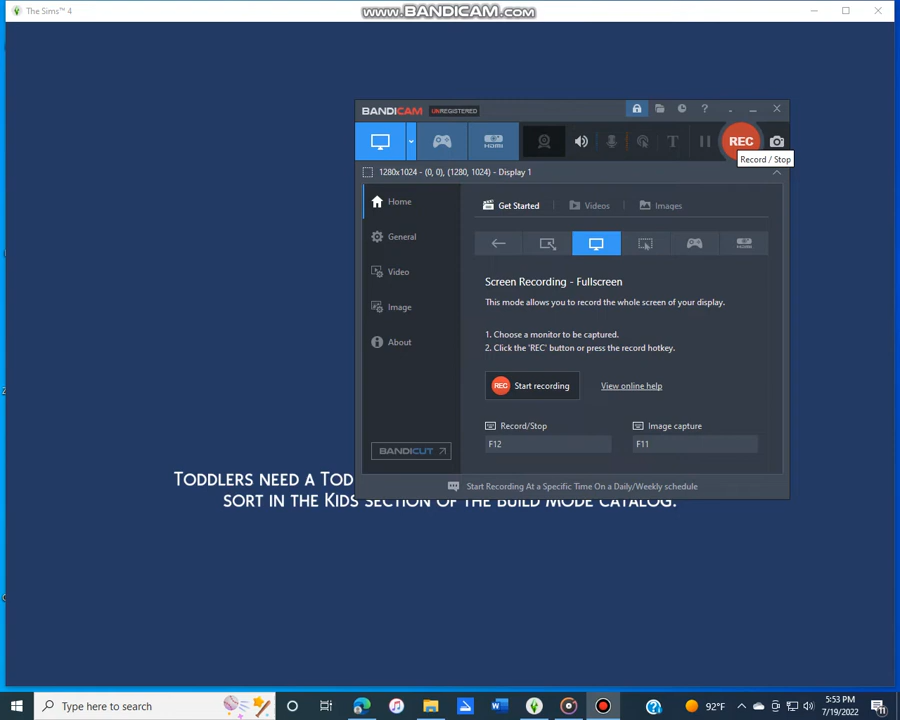 The Sims™ 4
www.BANDICAM.com
BANDICAM UNREGISTERED
REC
Record / Stop
1280x1024 - (0, 0), (1280, 1024) - Display 1
Home
Get Started
Videos
Images
General
HDMI
Video
Screen Recording - Fullscreen
This mode allows you to record the whole screen of your display.
Image
1. Choose a monitor to be captured.
About
2. Click the 'REC' button or press the record hotkey.
REC Start recording
View online help
Record/Stop
Image capture
F12
F11
BANDICUT
Toddlers need a Tod
Start Recording At a Specific Time On a Daily/Weekly schedule
sort in the Kids section of the Build Mode catalog.
Type here to search
92°F
5:53 PM
7/19/2022
11